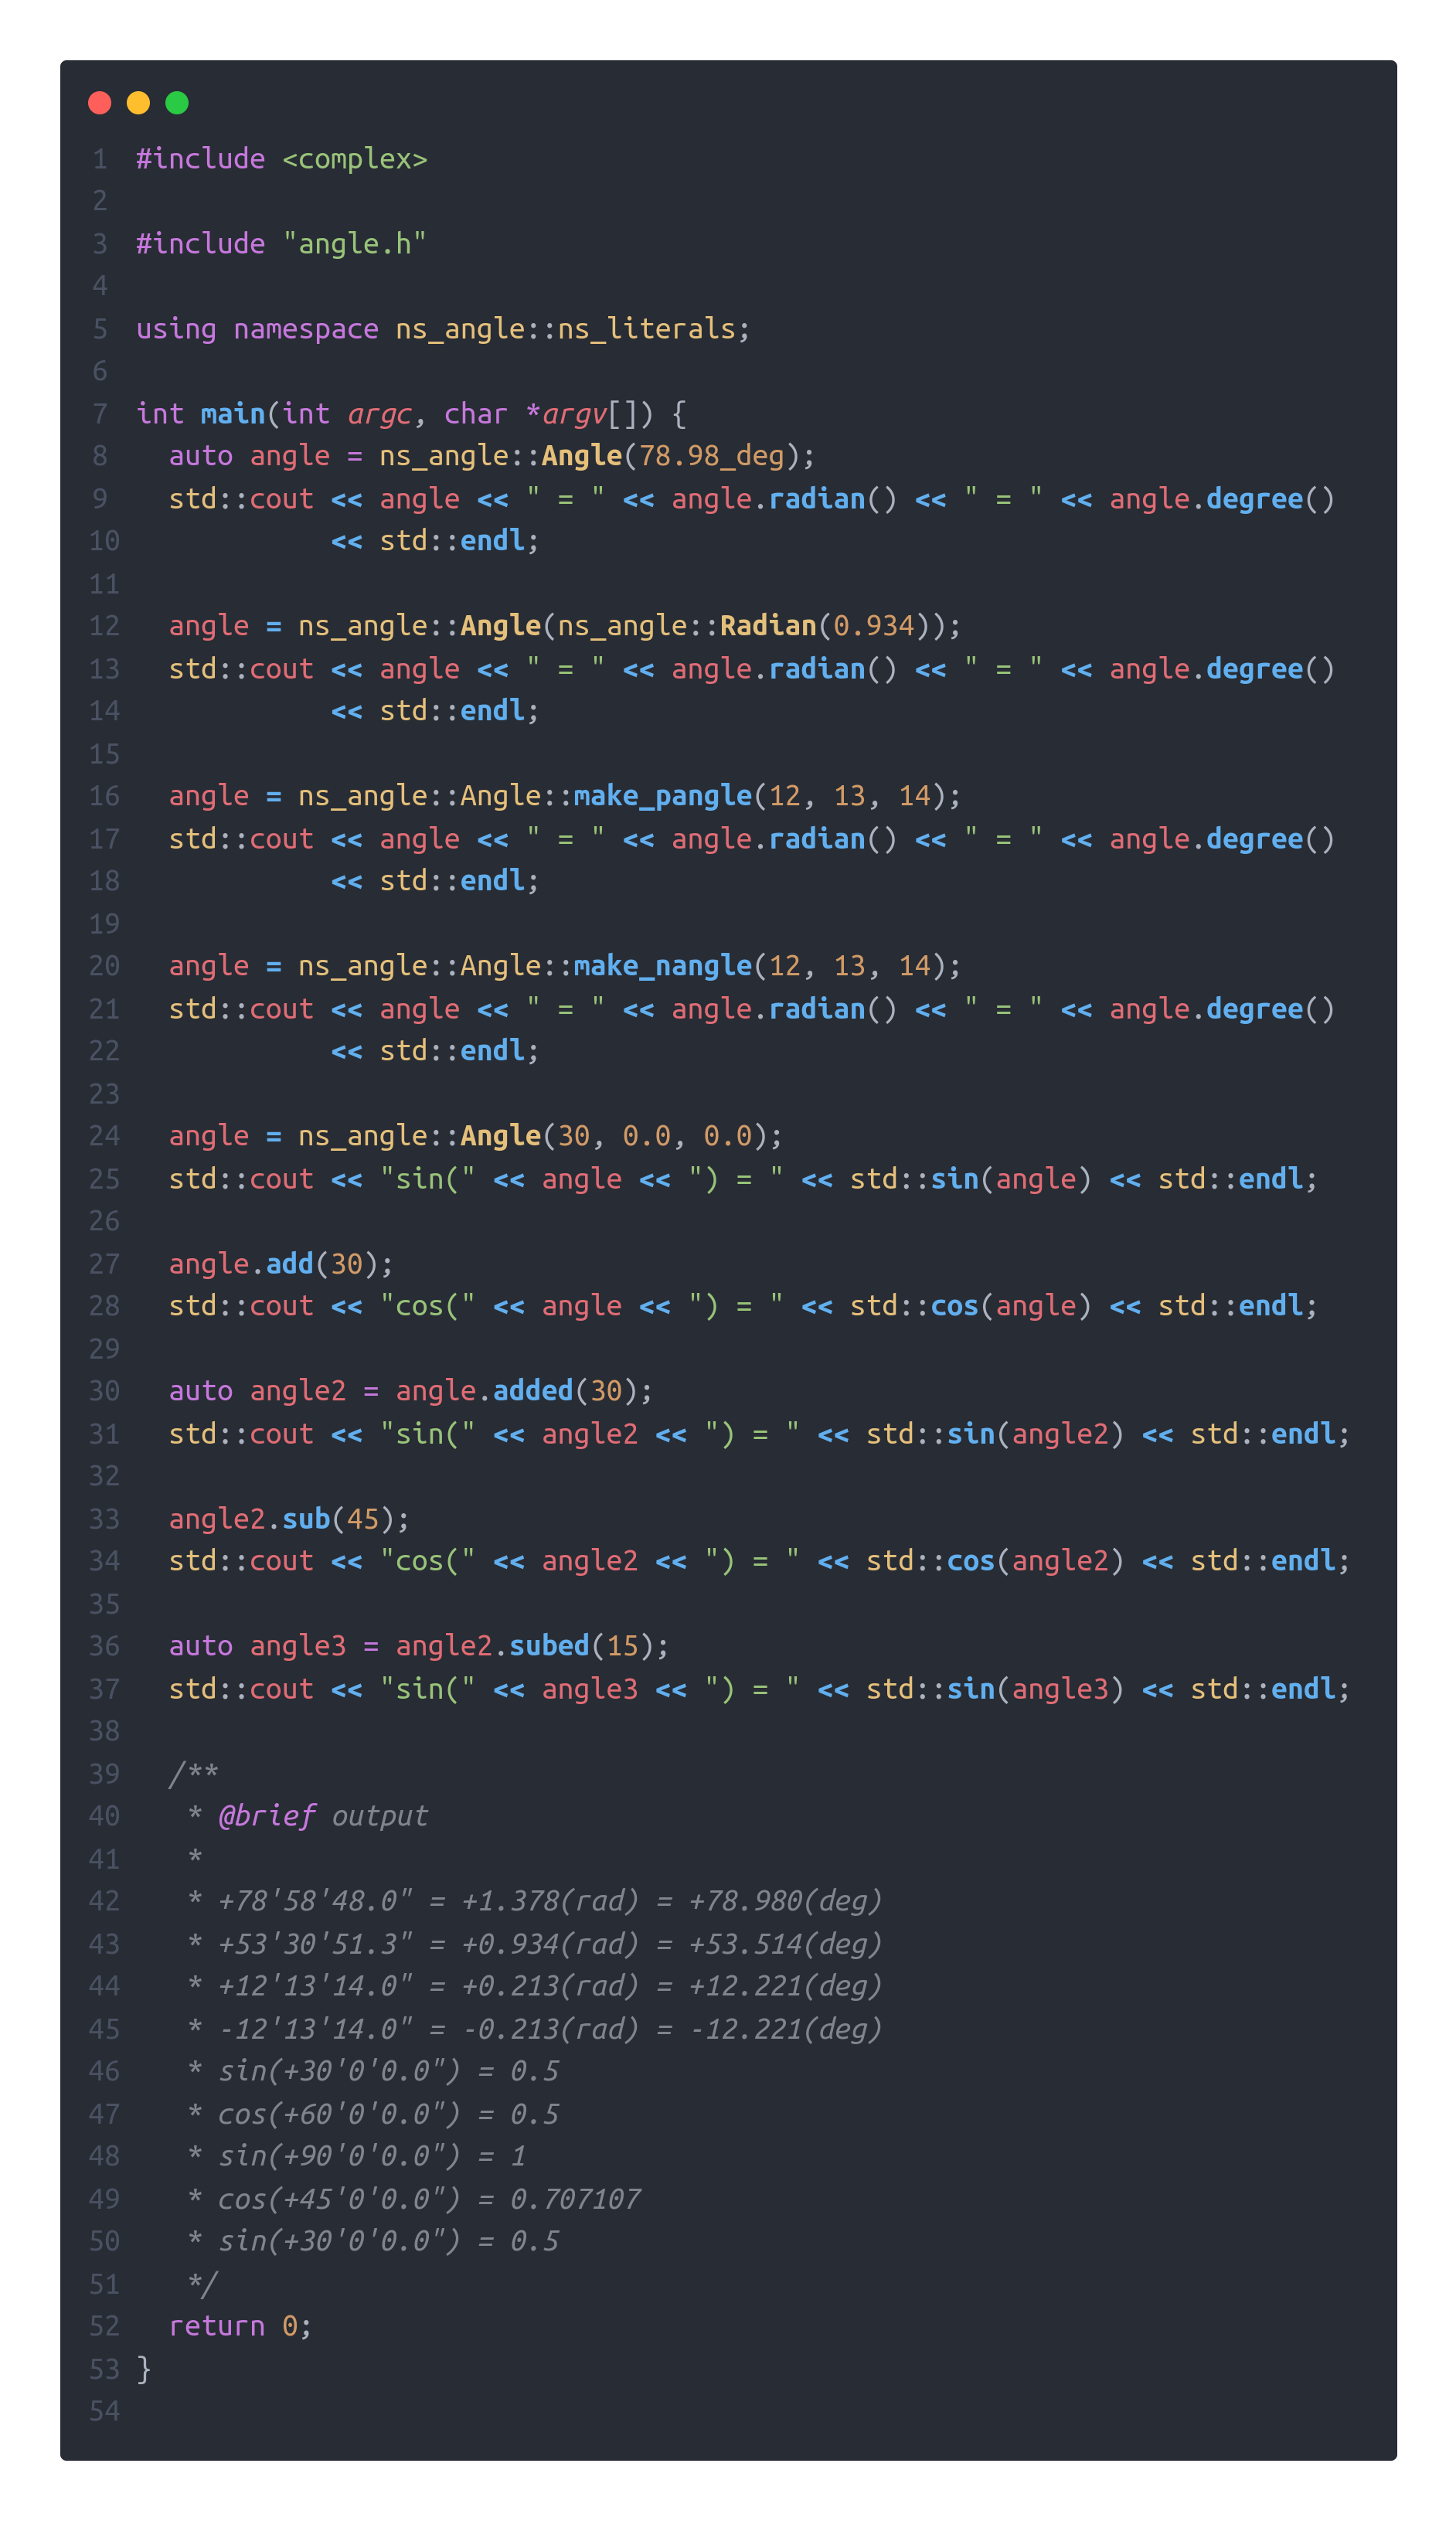 1 #include <complex>
2
3 #include "angle.h"
4
5 using namespace ns_angle::ns_literals;
6
7 int main(int argc, char *argv[]) {
8   auto angle = ns_angle::Angle(78.98_deg);
9   std::cout << angle << " = " << angle.radian() << " = " << angle.degree()
10             << std::endl;
11
12   angle = ns_angle::Angle(ns_angle::Radian(0.934));
13   std::cout << angle << " = " << angle.radian() << " = " << angle.degree()
14             << std::endl;
15
16   angle = ns_angle::Angle::make_pangle(12, 13, 14);
17   std::cout << angle << " = " << angle.radian() << " = " << angle.degree()
18             << std::endl;
19
20   angle = ns_angle::Angle::make_nangle(12, 13, 14);
21   std::cout << angle << " = " << angle.radian() << " = " << angle.degree()
22             << std::endl;
23
24   angle = ns_angle::Angle(30, 0.0, 0.0);
25   std::cout << "sin(" << angle << ") = " << std::sin(angle) << std::endl;
26
27   angle.add(30);
28   std::cout << "cos(" << angle << ") = " << std::cos(angle) << std::endl;
29
30   auto angle2 = angle.added(30);
31   std::cout << "sin(" << angle2 << ") = " << std::sin(angle2) << std::endl;
32
33   angle2.sub(45);
34   std::cout << "cos(" << angle2 << ") = " << std::cos(angle2) << std::endl;
35
36   auto angle3 = angle2.subed(15);
37   std::cout << "sin(" << angle3 << ") = " << std::sin(angle3) << std::endl;
38
39   /**
40    * @brief output
41    *
42    * +78'58'48.0" = +1.378(rad) = +78.980(deg)
43    * +53'30'51.3" = +0.934(rad) = +53.514(deg)
44    * +12'13'14.0" = +0.213(rad) = +12.221(deg)
45    * -12'13'14.0" = -0.213(rad) = -12.221(deg)
46    * sin(+30'0'0.0") = 0.5
47    * cos(+60'0'0.0") = 0.5
48    * sin(+90'0'0.0") = 1
49    * cos(+45'0'0.0") = 0.707107
50    * sin(+30'0'0.0") = 0.5
51    */
52   return 0;
53 }
54